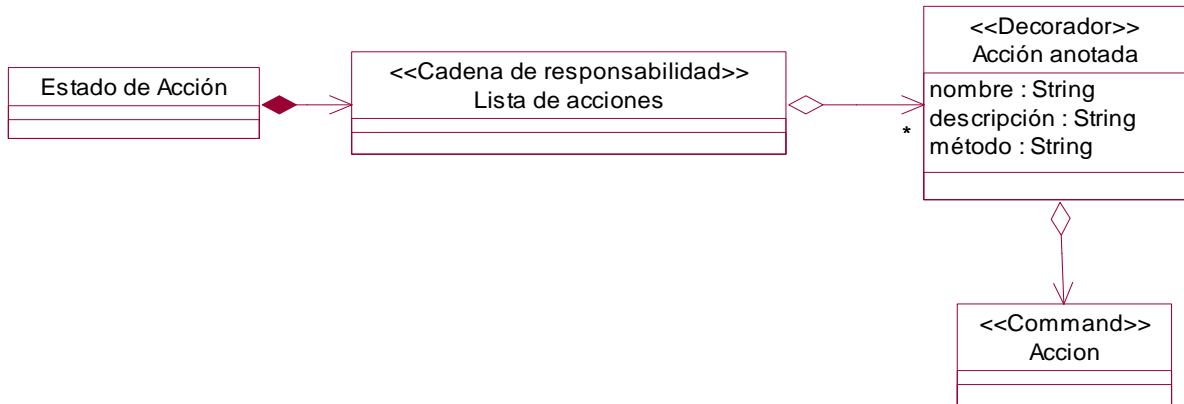 Estado de Acción
<<Cadena de responsabilidad>>
Lista de acciones
*
<<Decorador>>
Acción anotada
nombre : String
descripción : String
método : String
<<Command>>
Accion